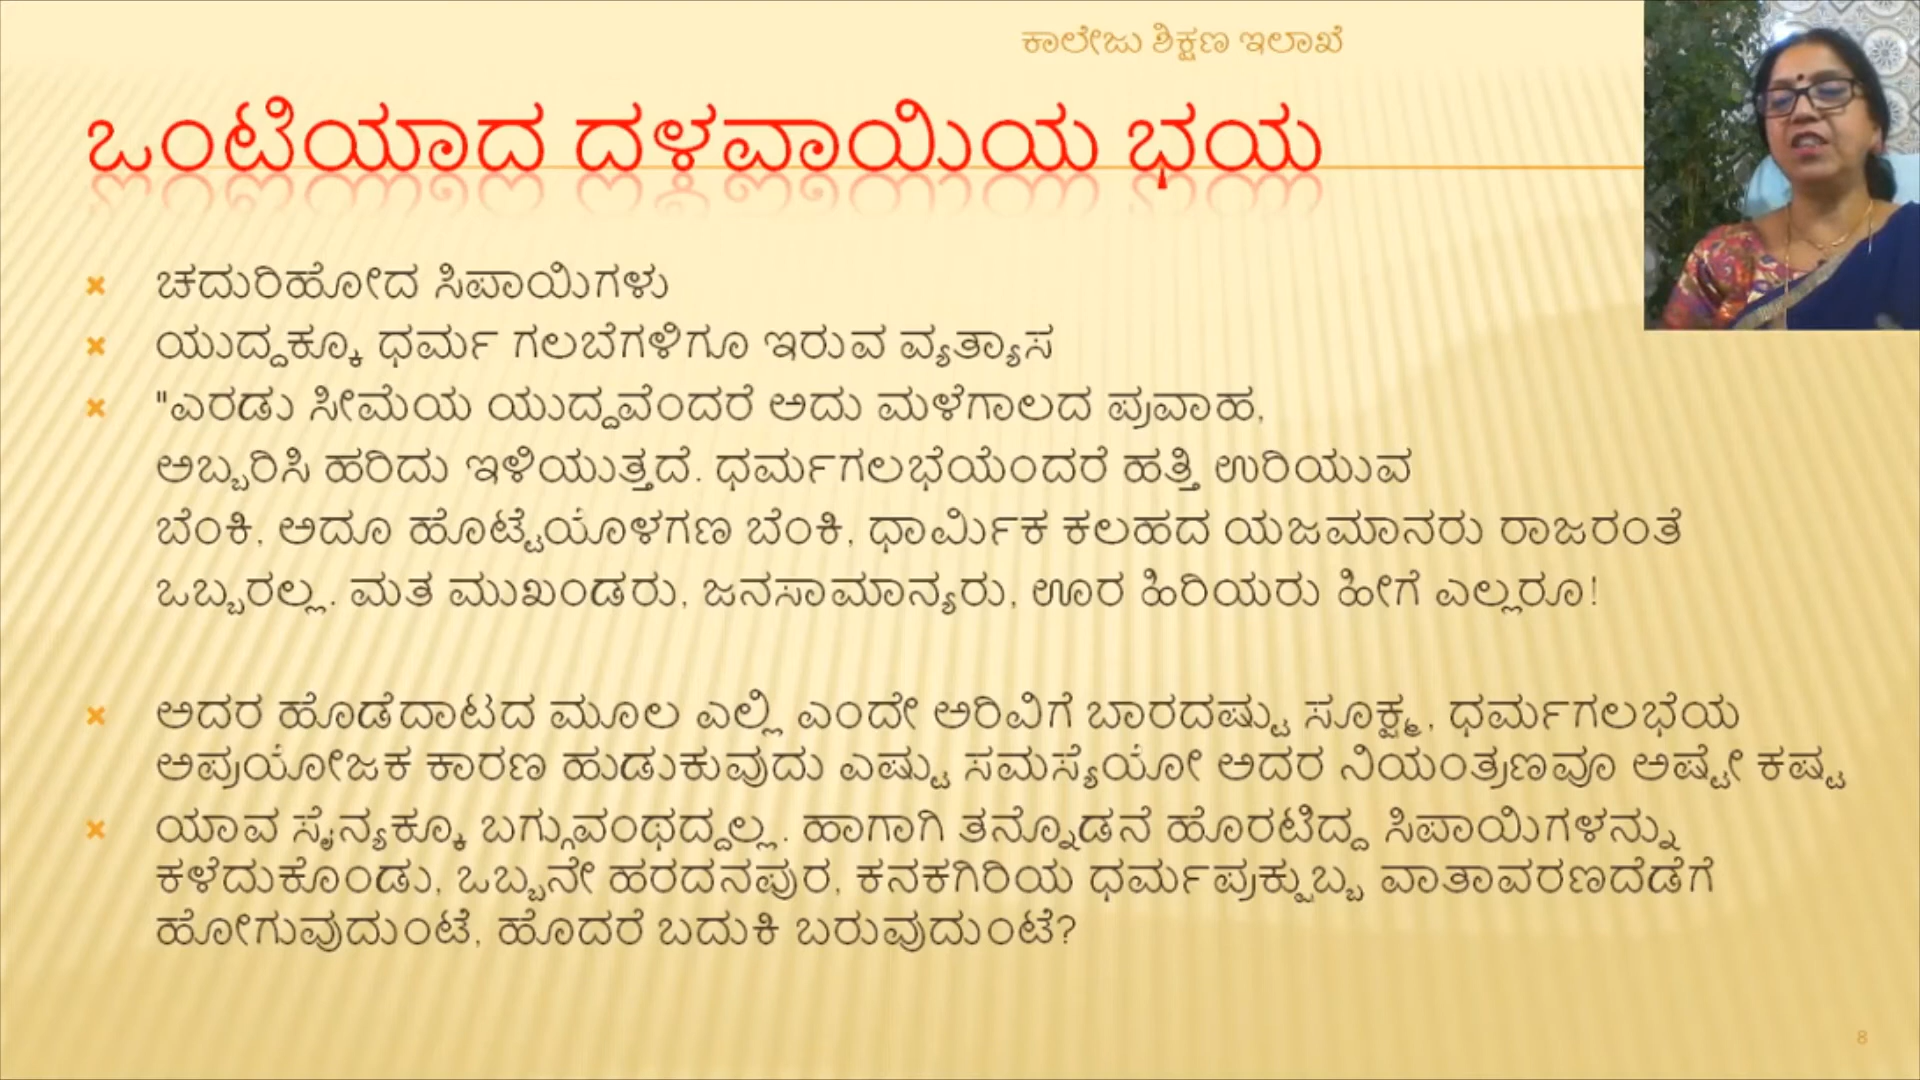 ಕಾಲೇಜು ಶಿಕ್ಷಣ ಇಲಾಖೆ
ಒಂಟಿಯಾದ ದಳವಾಯಿಯ ಭಯ
ಚದುರಿಹೋದ ಸಿಪಾಯಿಗಳು
ಯುದ್ದಕ್ಕೂ ಧರ್ಮ ಗಲಬೆಗಳಿಗೂ ಇರುವ ವ್ಯತ್ಯಾಸ
"ಎರಡು ಸೀಮೆಯ ಯುದ್ದವೆಂದರೆ ಅದು ಮಳೆಗಾಲದ ಪ್ರವಾಹ,
ಅಬ್ಬರಿಸಿ ಹರಿದು ಇಳಿಯುತ್ತದೆ. ಧರ್ಮಗಲಭೆಯೆಂದರೆ ಹತ್ತಿ ಉರಿಯುವ
ಬೆಂಕಿ, ಅದೂ ಹೊಟ್ಟೆಯೊಳಗಣ ಬೆಂಕಿ, ಧಾರ್ಮಿಕ ಕಲಹದ ಯಜಮಾನರು ರಾಜರಂತೆ
ಒಬ್ಬರಲ್ಲ. ಮತ ಮುಖಂಡರು, ಜನಸಾಮಾನ್ಯರು, ಊರ ಹಿರಿಯರು ಹೀಗೆ ಎಲ್ಲರೂ!
ಅದರ ಹೊಡೆದಾಟದ ಮೂಲ ಎಲ್ಲಿ ಎಂದೇ ಅರಿವಿಗೆ ಬಾರದಷ್ಟು ಸೂಕ್ಷ್ಮ, ಧರ್ಮಗಲಭೆಯ
ಅಪ್ರಯೋಜಕ ಕಾರಣ ಹುಡುಕುವುದು ಎಷ್ಟು ಸಮಸ್ಯೆಯೋ ಅದರ ನಿಯಂತ್ರಣವೂ ಅಷ್ಟೇ ಕಷ್ಟ
ಯಾವ ಸೈನ್ಯಕ್ಕೂ ಬಗ್ಗುವಂಥದ್ದಲ್ಲ. ಹಾಗಾಗಿ ತನ್ನೊಡನೆ ಹೊರಟಿದ್ದ ಸಿಪಾಯಿಗಳನ್ನು
ಕಳೆದುಕೊಂಡು, ಒಬ್ಬನೇ ಹರದನಪುರ, ಕನಕಗಿರಿಯ ಧರ್ಮಪ್ರಕ್ಷುಬ್ಬ ವಾತಾವರಣದೆಡೆಗೆ
ಹೋಗುವುದುಂಟೆ, ಹೊದರೆ ಬದುಕಿ ಬರುವುದುಂಟೆ?
8